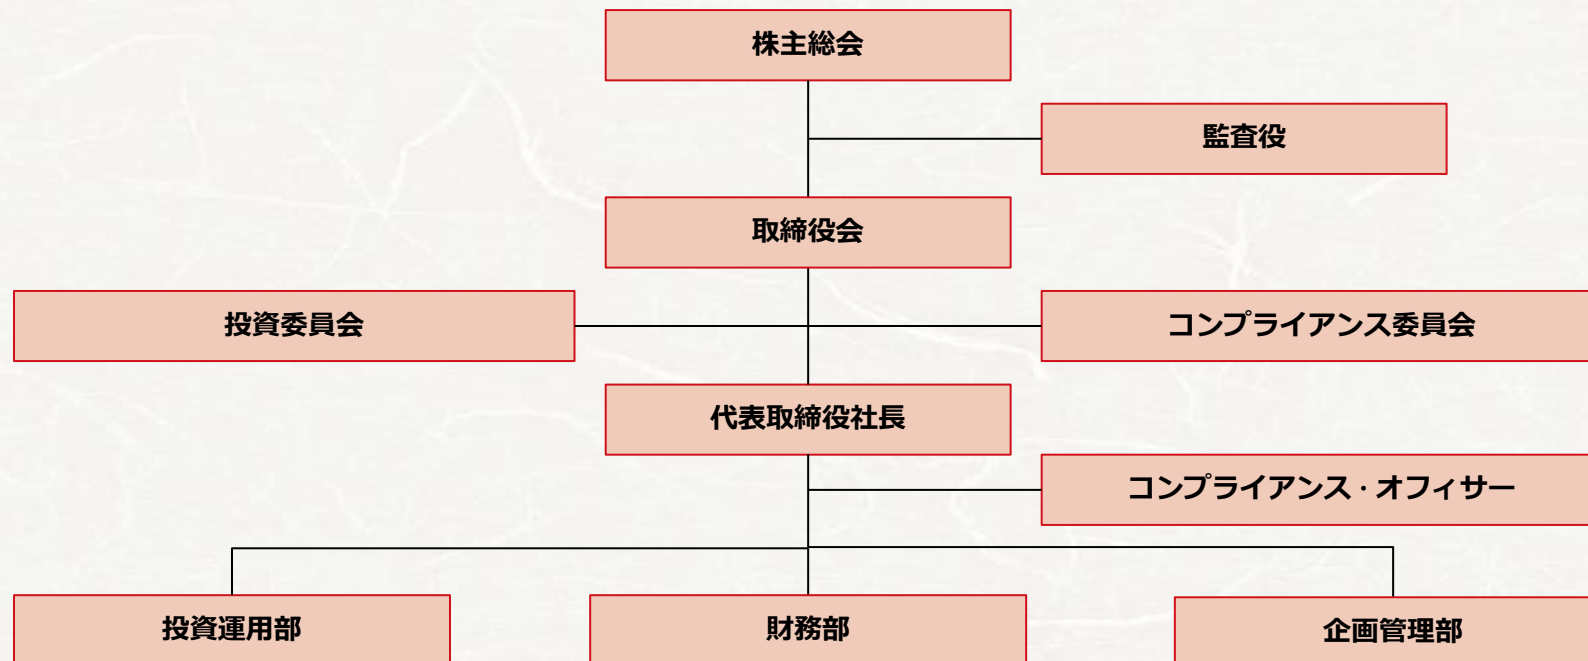 株主総会
監査役
取締役会
投資委員会
コンプライアンス委員会
代表取締役社長
コンプライアンス・オフィサー
投資運用部
財務部
企画管理部